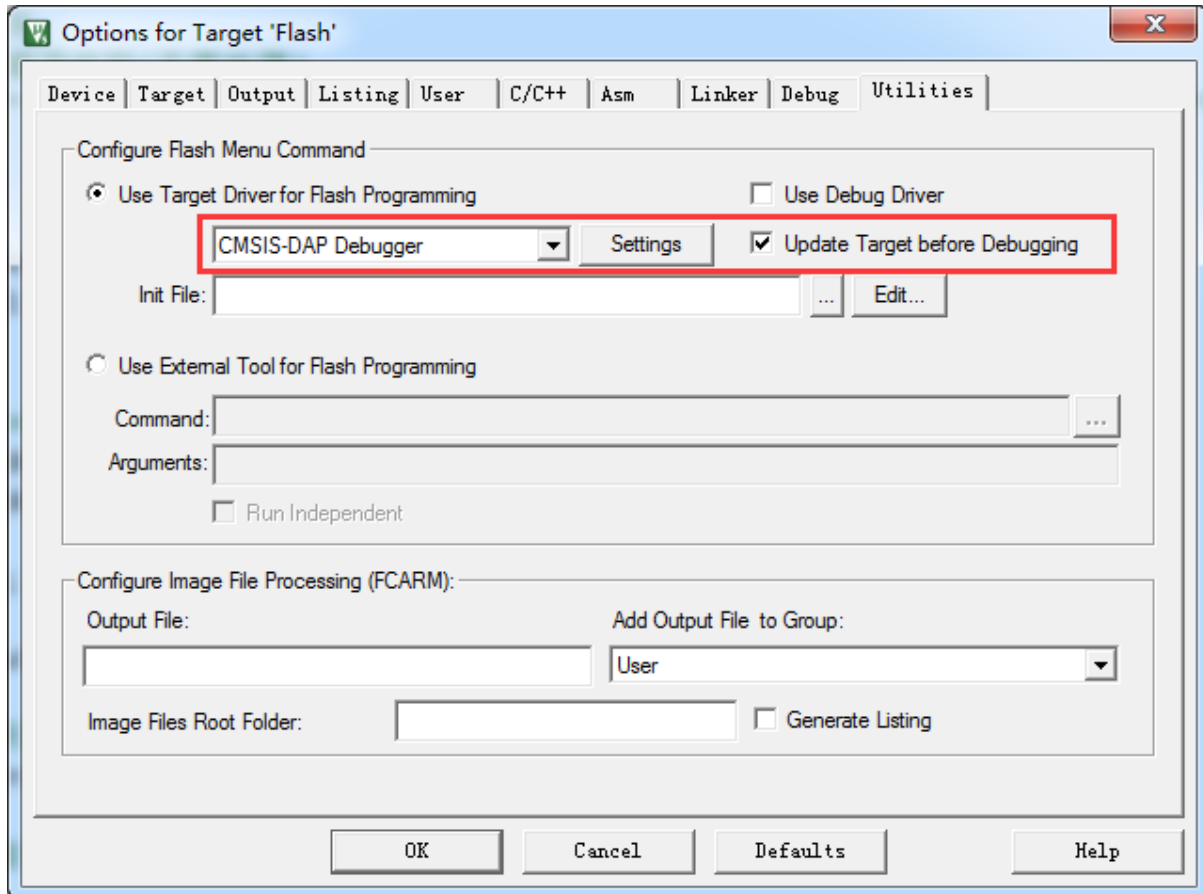 Options for Target 'Flash'
Device Target Output Listing User C/C++ Asm Linker Debug Utilities
Configure Flash Menu Command
Use Target Driver for Flash Programming Use Debug Driver
CMSIS-DAP Debugger Settings Update Target before Debugging
Init File: ... Edit...
Use External Tool for Flash Programming
Command: ...
Arguments:
Run Independent
Configure Image File Processing (FCARM):
Output File: Add Output File to Group:
User
Image Files Root Folder: Generate Listing
OK Cancel Defaults Help